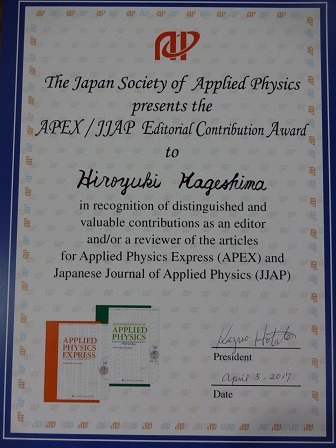 The Japan Society of Applied Physics
presents the
APEX / JJAP Editorial Contribution Award
to
Hiroyuki Kageshima
in recognition of distinguished and
valuable contributions as an editor
and/or a reviewer of the articles
for Applied Physics Express (APEX) and
Japanese Journal of Applied Physics (JJAP)
APPLIED
PHYSICS
EXPRESS
APPLIED
PHYSICS
President
April 3. 2017
Date